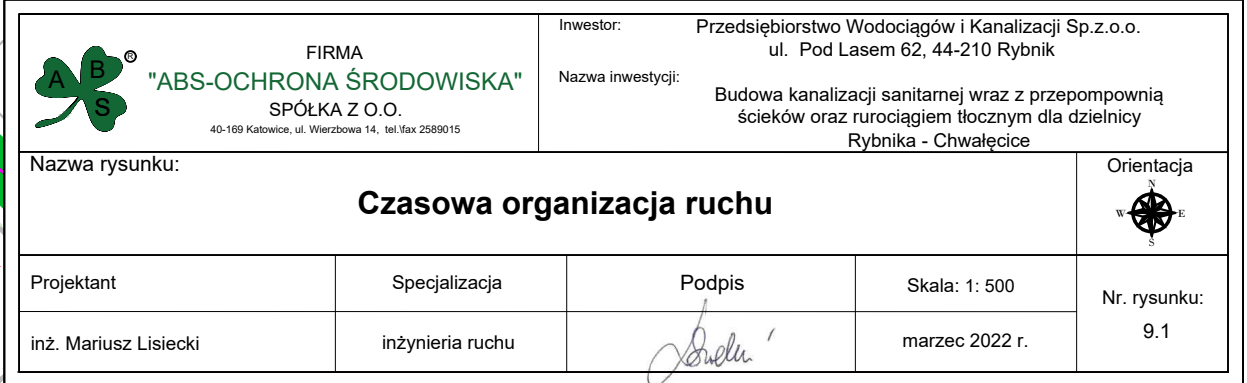 A B S ®
FIRMA
"ABS-OCHRONA ŚRODOWISKA"
SPÓŁKA Z O.O.
40-169 Katowice, ul. Wierzbowa 14, tel.\fax 2589015
Inwestor:
Przedsiębiorstwo Wodociągów i Kanalizacji Sp.z.o.o.
ul. Pod Lasem 62, 44-210 Rybnik
Nazwa inwestycji:
Budowa kanalizacji sanitarnej wraz z przepompownią
ścieków oraz rurociągiem tłocznym dla dzielnicy
Rybnika - Chwałęcice
Nazwa rysunku:
Czasowa organizacja ruchu
Orientacja
N
W E
S
Projektant
Specjalizacja
Podpis
Skala: 1: 500
Nr. rysunku:
inż. Mariusz Lisiecki
inżynieria ruchu
marzec 2022 r.
9.1